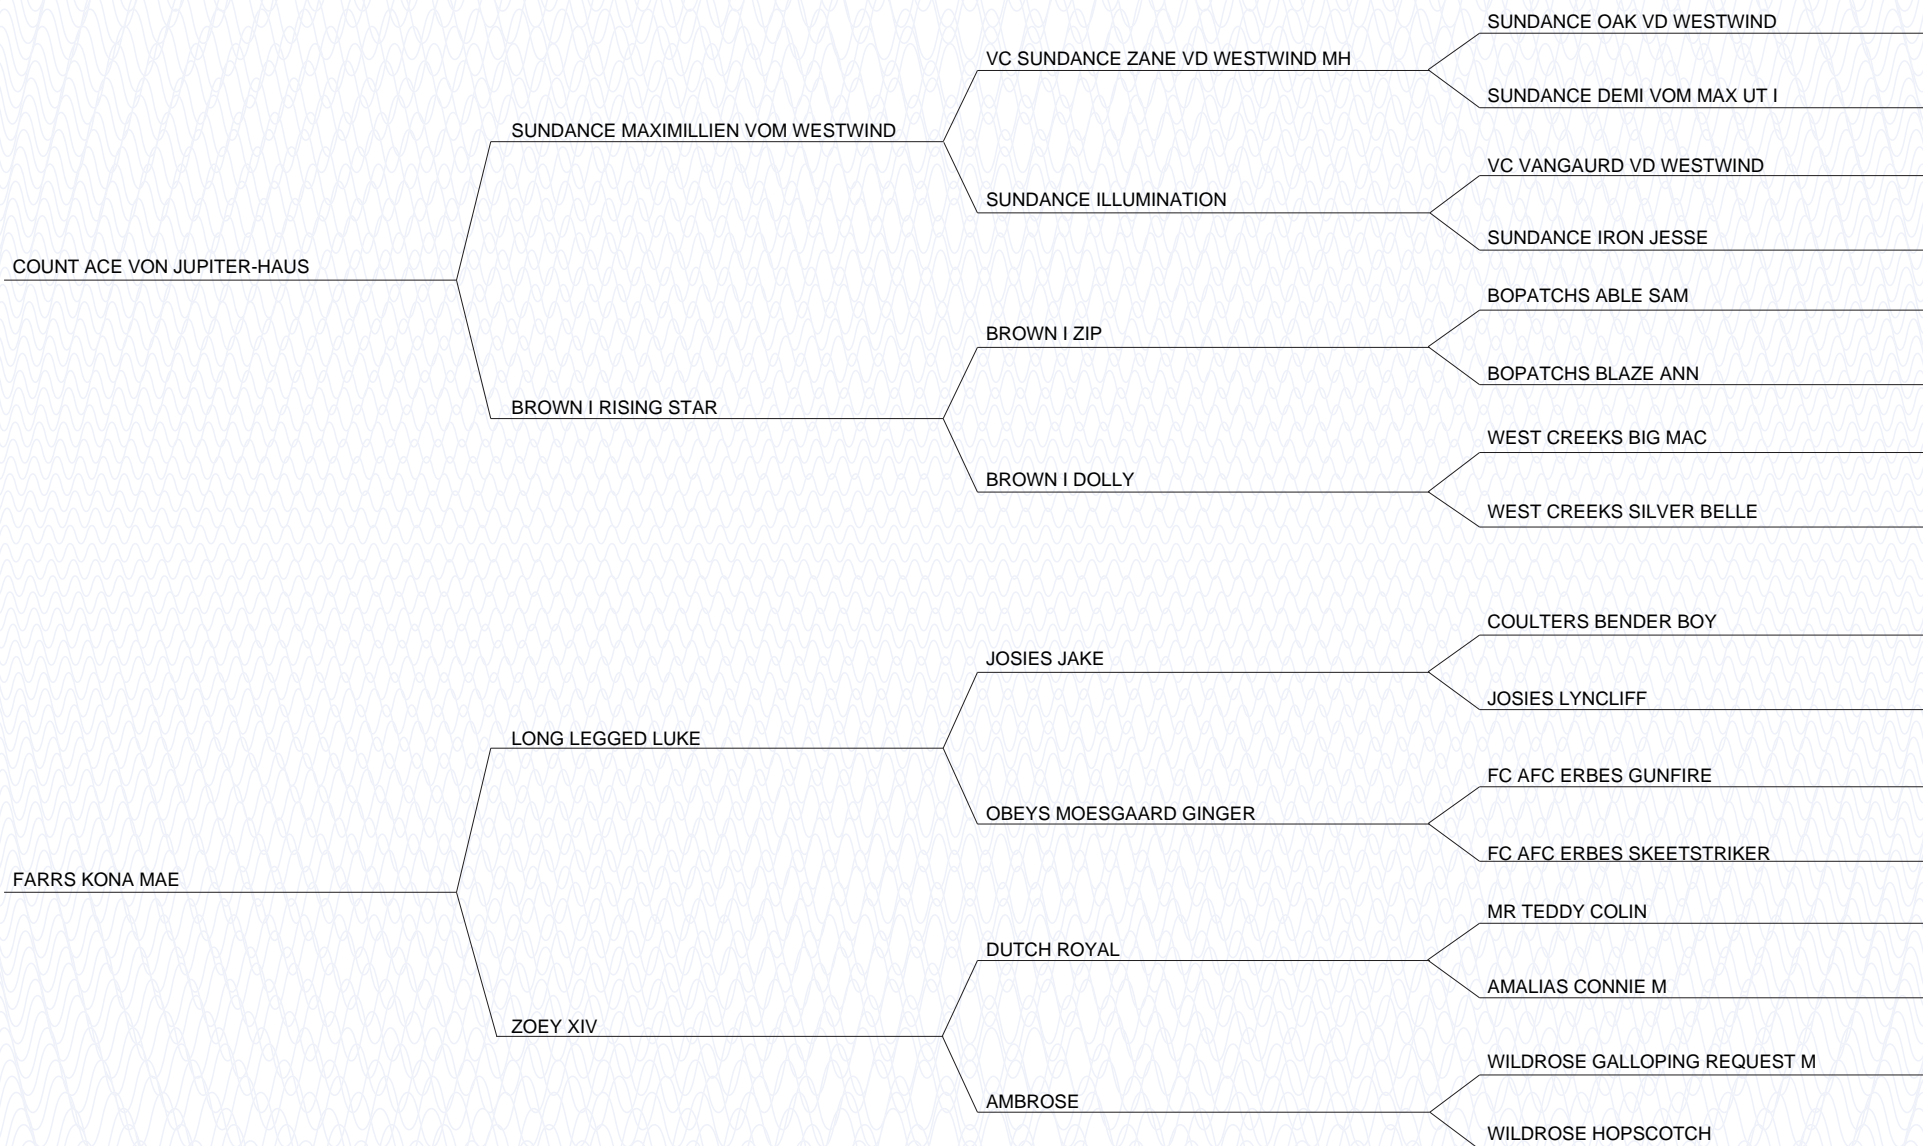 SUNDANCE OAK VD WESTWIND
VC SUNDANCE ZANE VD WESTWIND MH
SUNDANCE DEMI VOM MAX UT I
SUNDANCE MAXIMILLIEN VOM WESTWIND
VC VANGAURD VD WESTWIND
SUNDANCE ILLUMINATION
SUNDANCE IRON JESSE
COUNT ACE VON JUPITER-HAUS
BOPATCHS ABLE SAM
BROWN I ZIP
BOPATCHS BLAZE ANN
BROWN I RISING STAR
WEST CREEKS BIG MAC
BROWN I DOLLY
WEST CREEKS SILVER BELLE
COULTERS BENDER BOY
JOSIES JAKE
JOSIES LYNCLIFF
LONG LEGGED LUKE
FC AFC ERBES GUNFIRE
OBEYS MOESGAARD GINGER
FC AFC ERBES SKEETSTRIKER
FARRS KONA MAE
MR TEDDY COLIN
DUTCH ROYAL
AMALIAS CONNIE M
ZOEY XIV
WILDROSE GALLOPING REQUEST M
AMBROSE
WILDROSE HOPSCOTCH